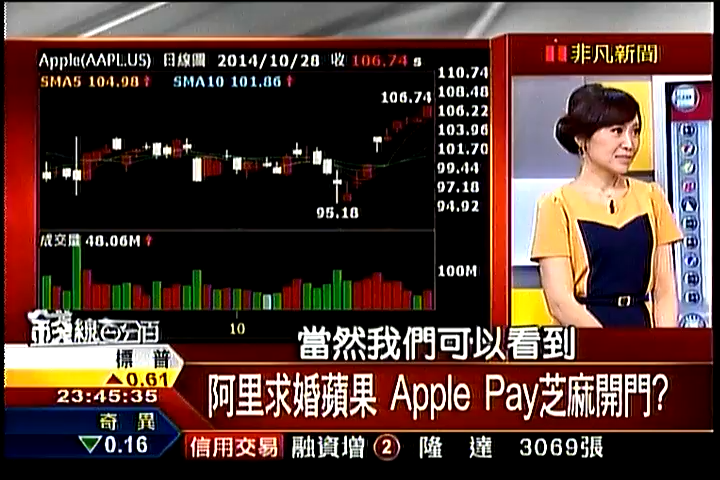 Apple(AAPL.US) 日線圖 2014/10/28 收 106.74 s
SMA5 104.98↑ SMA10 101.86↑
110.74
108.48
106.74
106.22
103.96
101.70
99.44
97.18
95.18
94.92
成交量 48.06M↑
100M
10
非凡新聞
錢線百分百
當然我們可以看到
標普
▲0.61
阿里求婚蘋果 Apple Pay芝麻開門?
23:45:35
奇異
▽0.16
信用交易 融資增 2 隆達 3069張